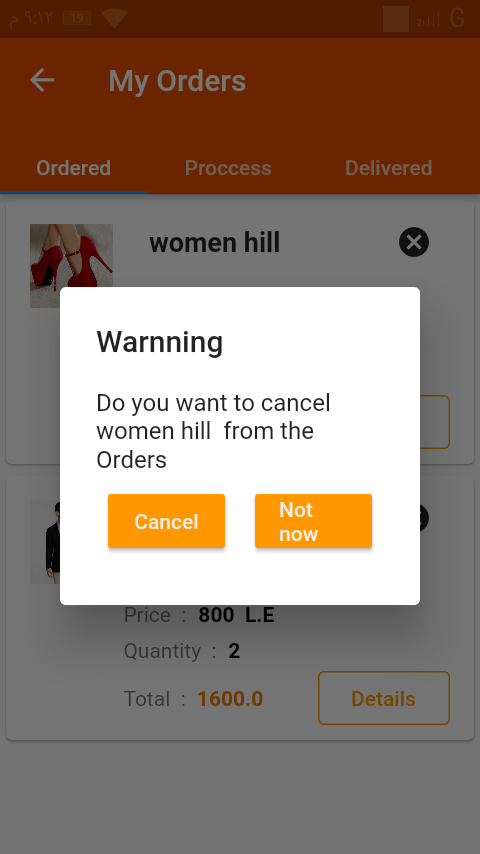 م ٩:١٢ 19 G
My Orders
Ordered Proccess Delivered
women hill
Warnning
Do you want to cancel
women hill from the
Orders
Cancel Not
now
Price : 800 L.E
Quantity : 2
Total : 1600.0 Details